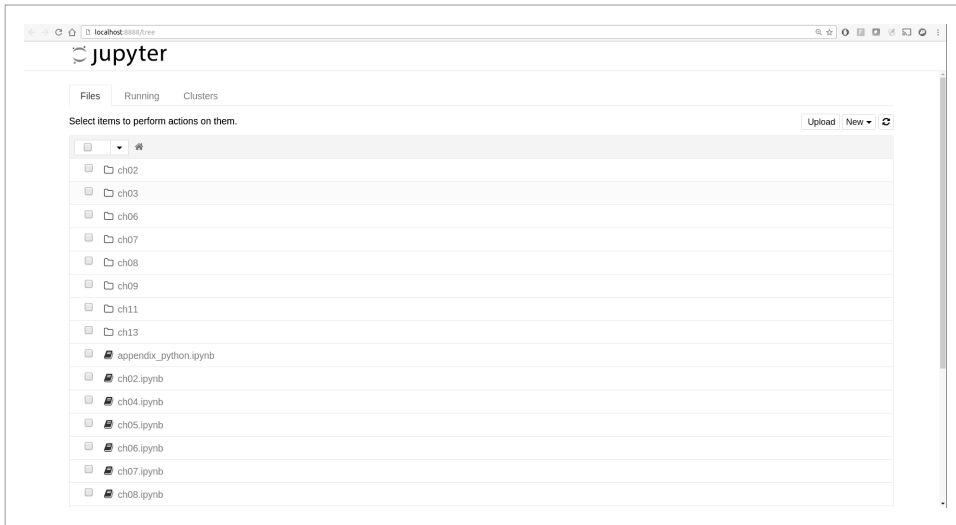 localhost:8888/tree
jupyter
Files Running Clusters
Select items to perform actions on them.
Upload New
ch02
ch03
ch06
ch07
ch08
ch09
ch11
ch13
appendix_python.ipynb
ch02.ipynb
ch04.ipynb
ch05.ipynb
ch06.ipynb
ch07.ipynb
ch08.ipynb